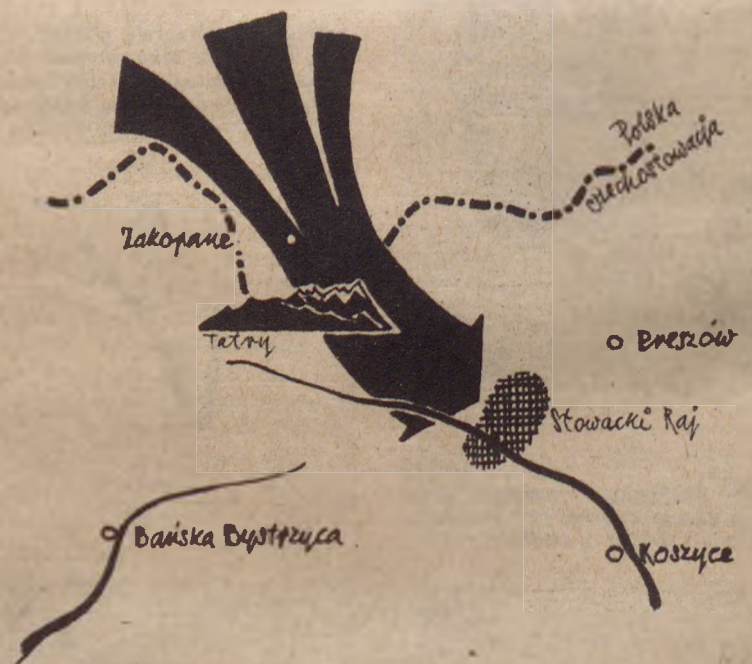 Polska
Czechosłowacja
Zakopane
Tatry
Preszów
Słowacki Raj
Bańska Bystrzyca
Koszyce